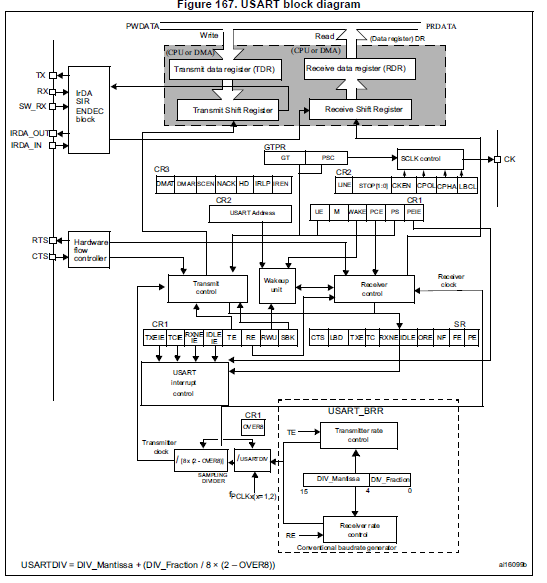 Figure 167. USART block diagram
PWDATA
PRDATA
Write
Read
(Data register) DR
(CPU or DMA)
(CPU or DMA)
TX
RX
SW_RX
IRDA_OUT
IRDA_IN
IrDA
SIR
ENDEC
block
Transmit data register (TDR)
Receive data register (RDR)
Transmit Shift Register
Receive Shift Register
GTPR
GT
PSC
SCLK control
CK
CR3
DMAT
DMAR
SCEN
NACK
HD
IRLP
IREN
CR2
LINE
STOP[1:0]
CKEN
CPOL
CPHA
LBCL
CR2
USART Address
CR1
UE
M
WAKE
PCE
PS
PEIE
RTS
CTS
Hardware
flow
controller
Transmit
control
Wakeup
unit
Receiver
control
Receiver
clock
CR1
TXEIE
TCIE
RXNE
IE
IDLE
IE
TE
RE
RWU
SBK
SR
CTS
LBD
TXE
TC
RXNE
IDLE
ORE
NF
FE
PE
USART
interrupt
control
USART_BRR
CR1
OVER8
TE
Transmitter rate
control
Transmitter
clock
/ [8x (2 - OVER8)]
SAMPLING
DIVIDER
/USARTDIV
fPCLKx(x=1,2)
DIV_Mantissa
DIV_Fraction
15
4
0
RE
Receiver rate
control
Conventional baudrate generator
ai16099b
USARTDIV = DIV_Mantissa + (DIV_Fraction / 8 × (2 – OVER8))